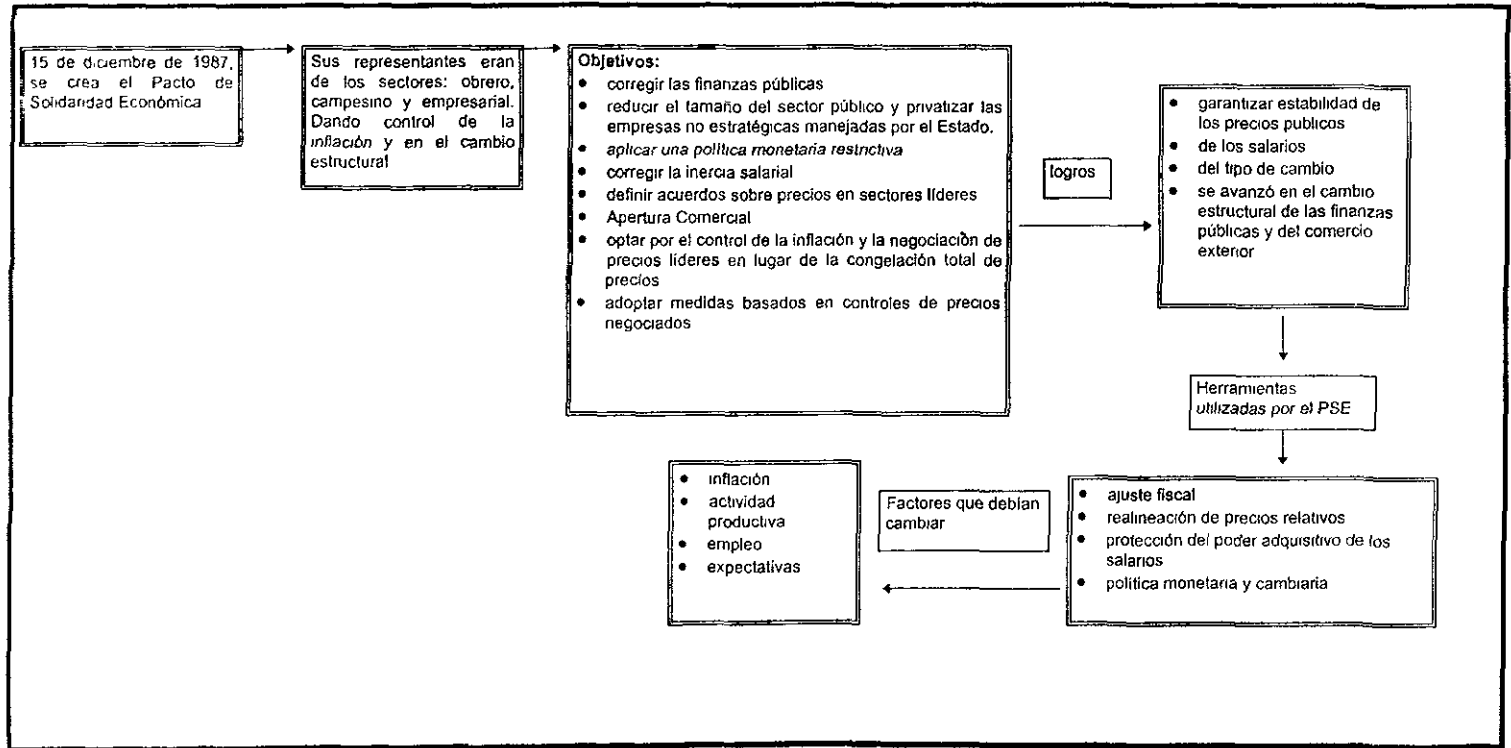 15 de diciembre de 1987,
se crea el Pacto de
Solidaridad Económica
Sus representantes eran
de los sectores: obrero,
campesino y empresarial.
Dando control de la
inflación y en el cambio
estructural
Objetivos:
• corregir las finanzas públicas
• reducir el tamaño del sector público y privatizar las
empresas no estratégicas manejadas por el Estado.
• aplicar una política monetaria restrictiva
• corregir la inercia salarial
• definir acuerdos sobre precios en sectores líderes
• Apertura Comercial
• optar por el control de la inflación y la negociación de
precios líderes en lugar de la congelación total de
precios
• adoptar medidas basados en controles de precios
negociados
logros
• garantizar estabilidad de
los precios publicos
• de los salarios
• del tipo de cambio
• se avanzó en el cambio
estructural de las finanzas
públicas y del comercio
exterior
Herramientas
utilizadas por el PSE
• ajuste fiscal
• realineación de precios relativos
• protección del poder adquisitivo de los
salarios
• política monetaria y cambiaria
Factores que debían
cambiar
• inflación
• actividad
productiva
• empleo
• expectativas